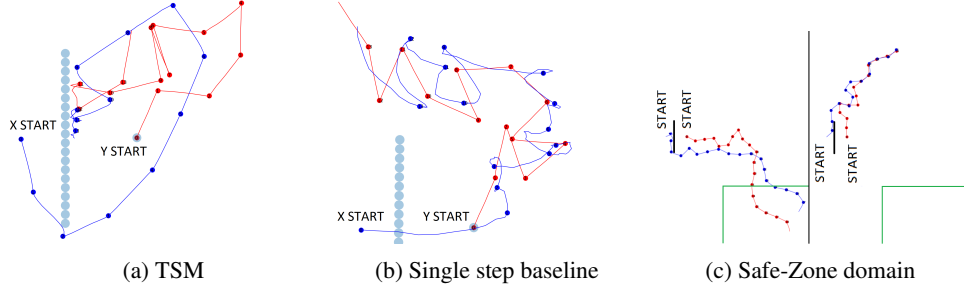 X START
Y START
X START
Y START
START
START
START
START
(a) TSM
(b) Single step baseline
(c) Safe-Zone domain